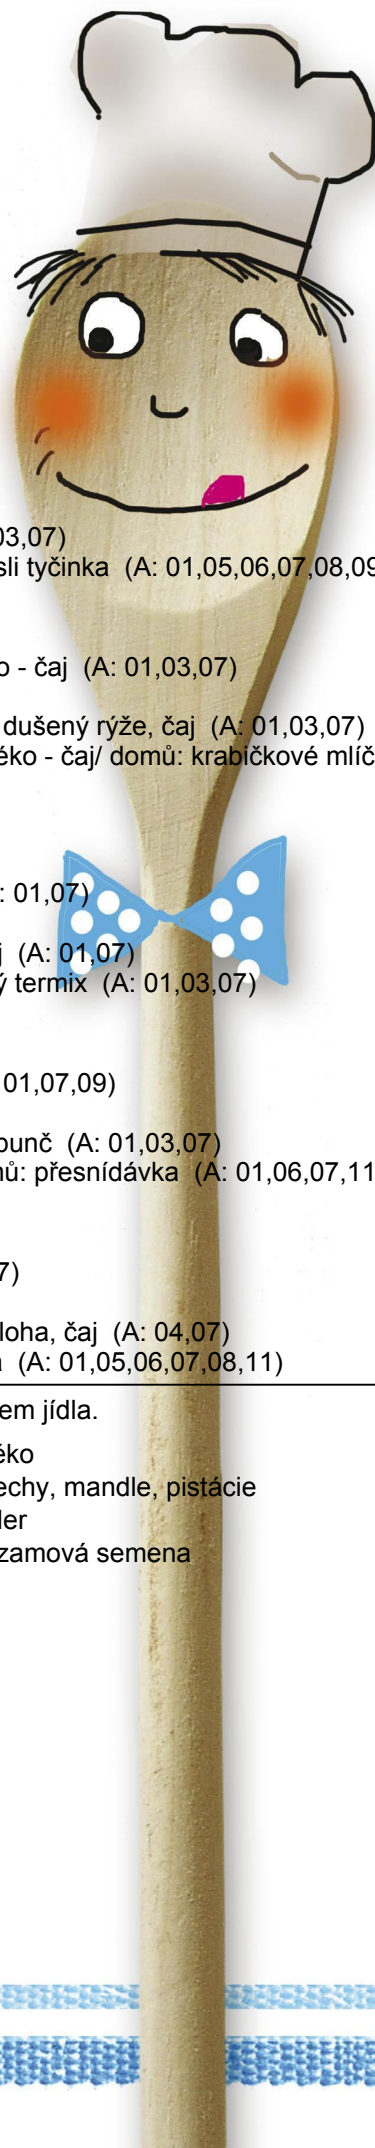 03,07)
sli tyčinka (A: 01,05,06,07,08,09
o - čaj (A: 01,03,07)
dušený rýže, čaj (A: 01,03,07)
éko - čaj/ domů: krabičkové mlíč
: 01,07)
j (A: 01,07)
ý termix (A: 01,03,07)
01,07,09)
punč (A: 01,03,07)
nů: přesnídávka (A: 01,06,07,11
7)
loha, čaj (A: 04,07)
a (A: 01,05,06,07,08,11)
em jídla.
éko
echy, mandle, pistácie
ler
zamová semena